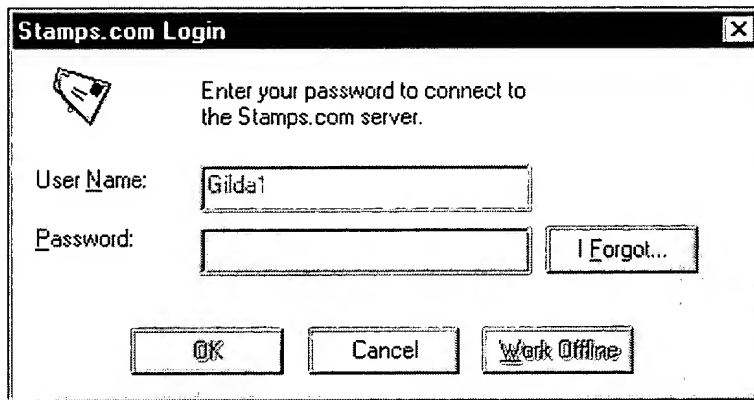 Stamps.com Login
Enter your password to connect to
the Stamps.com server.
User Name:
Gilda1
Password:
I Forgot...
OK
Cancel
Work Offline